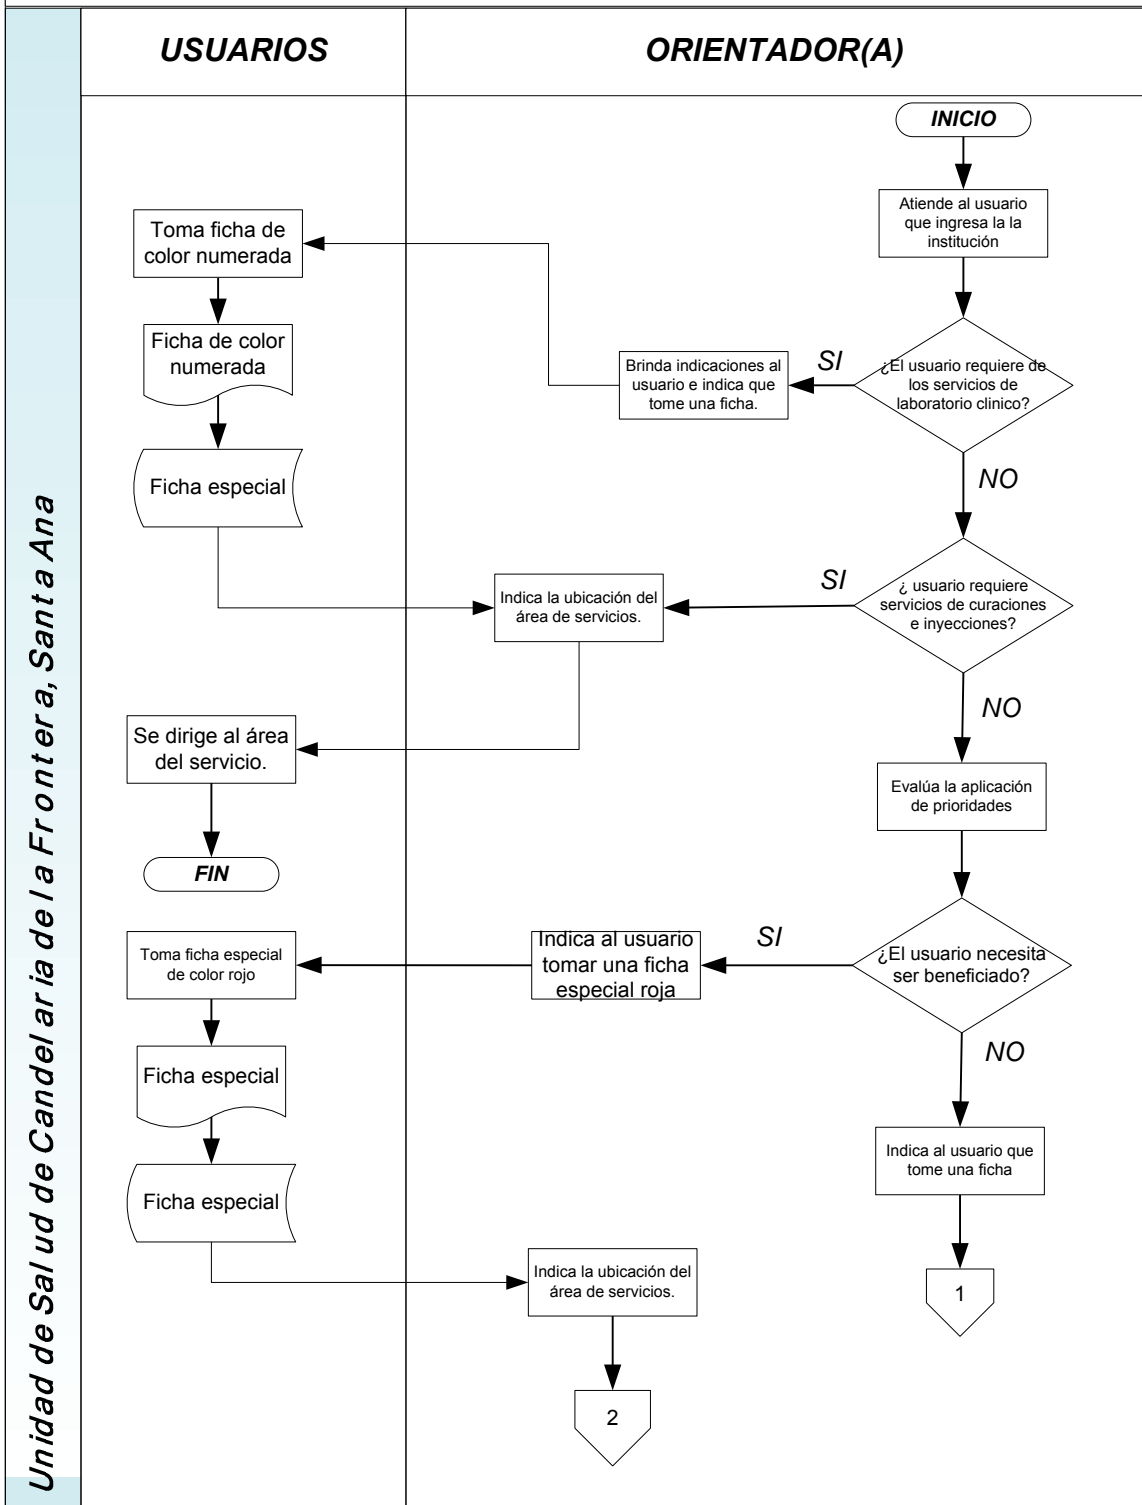 USUARIOS
ORIENTADOR(A)
Unidad de Salud de Candelaria de la Frontera, Santa Ana
INICIO
Atiende al usuario
que ingresa la la
institución
¿El usuario requiere de
los servicios de
laboratorio clinico?
SI
Brinda indicaciones al
usuario e indica que
tome una ficha.
Toma ficha de
color numerada
Ficha de color
numerada
Ficha especial
NO
¿ usuario requiere
servicios de curaciones
e inyecciones?
SI
Indica la ubicación del
área de servicios.
Se dirige al área
del servicio.
FIN
NO
Evalúa la aplicación
de prioridades
¿El usuario necesita
ser beneficiado?
SI
Indica al usuario
tomar una ficha
especial roja
Toma ficha especial
de color rojo
Ficha especial
Ficha especial
Indica la ubicación del
área de servicios.
2
NO
Indica al usuario que
tome una ficha
1